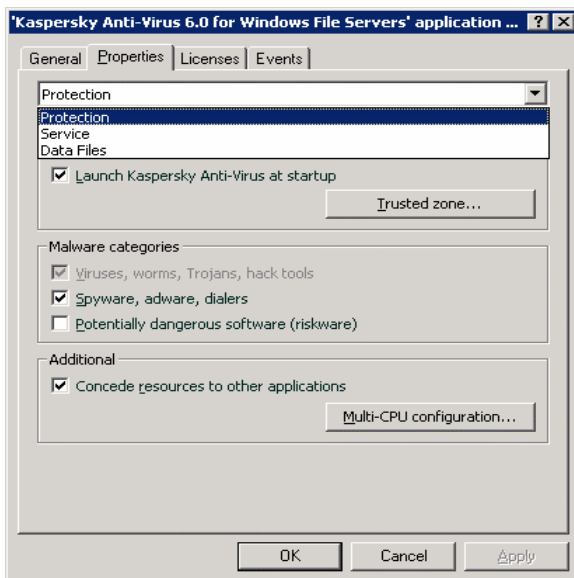 'Kaspersky Anti-Virus 6.0 for Windows File Servers' application ...
General Properties Licenses Events
Protection
Protection
Service
Data Files
Launch Kaspersky Anti-Virus at startup
Trusted zone...
Malware categories
Viruses, worms, Trojans, hack tools
Spyware, adware, dialers
Potentially dangerous software (riskware)
Additional
Concede resources to other applications
Multi-CPU configuration...
OK Cancel Apply